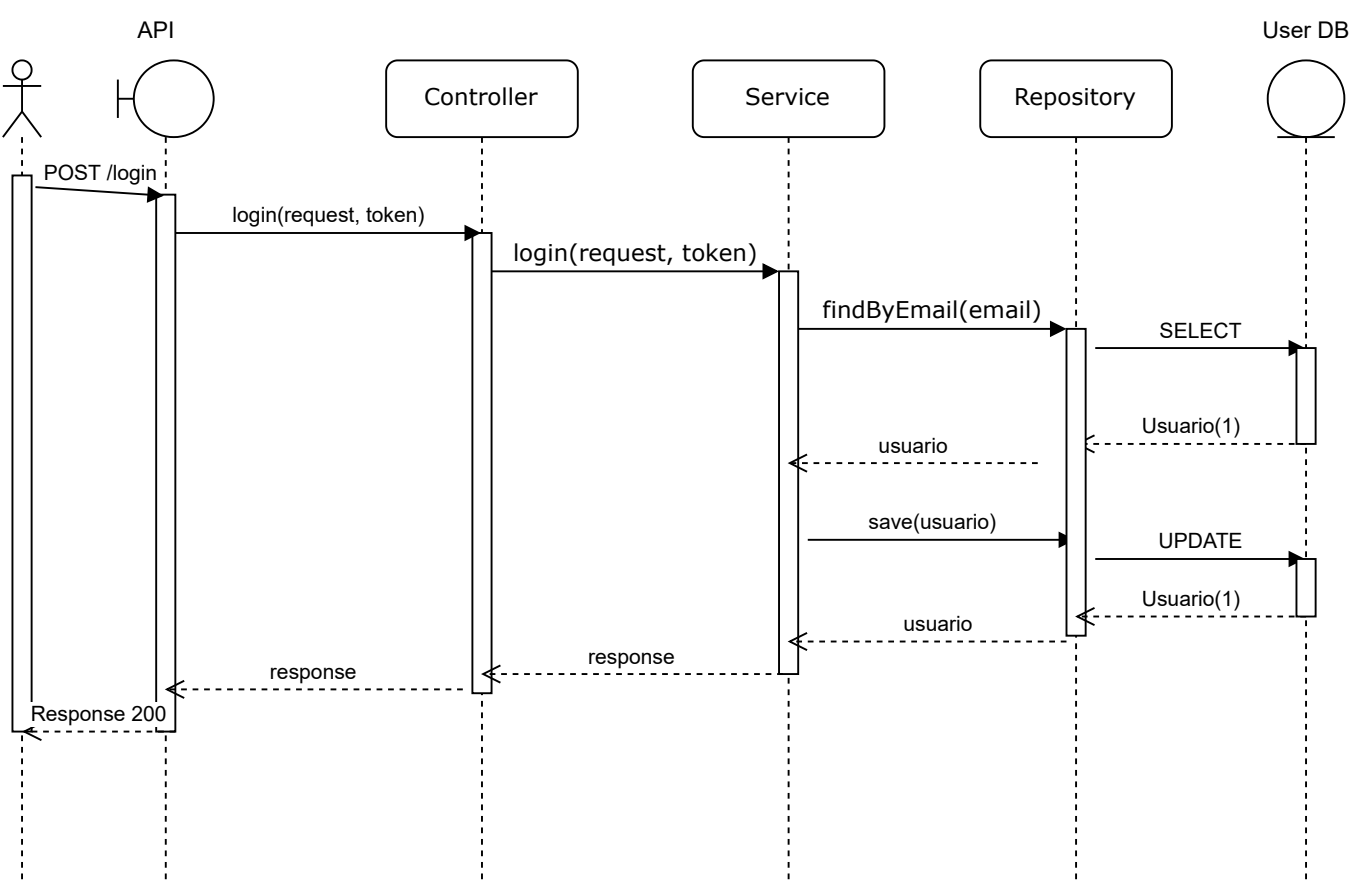 API
User DB
Controller
Service
Repository
POST /login
login(request, token)
login(request, token)
findByEmail(email)
SELECT
Usuario(1)
usuario
save(usuario)
UPDATE
Usuario(1)
usuario
response
response
Response 200